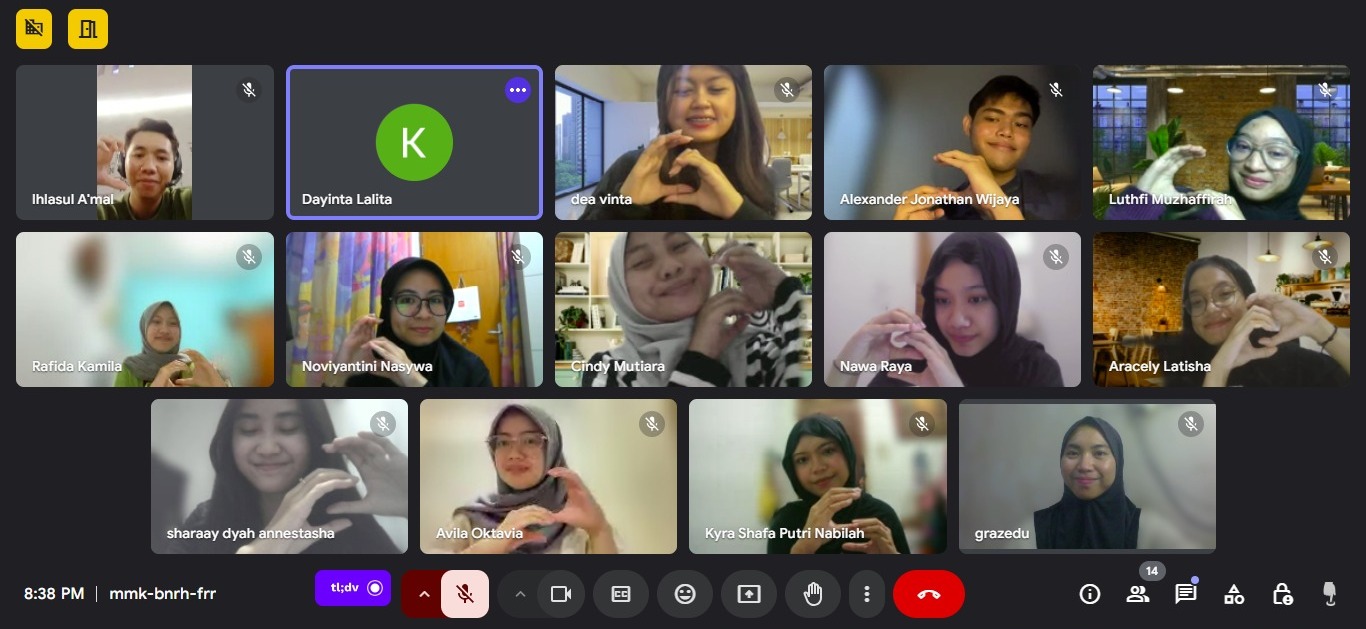 K
Ihlasul A'mal
Dayinta Lalita
dea vinta
Alexander Jonathan Wijaya
Luthfi Muzhaffirah
Rafida Kamila
Noviyantini Nasywa
Cindy Mutiara
Nawa Raya
Aracely Latisha
sharaay dyah annestasha
Avila Oktavia
Kyra Shafa Putri Nabilah
grazedu
8:38 PM | mmk-bnrh-frr
tl;dv
CC
14